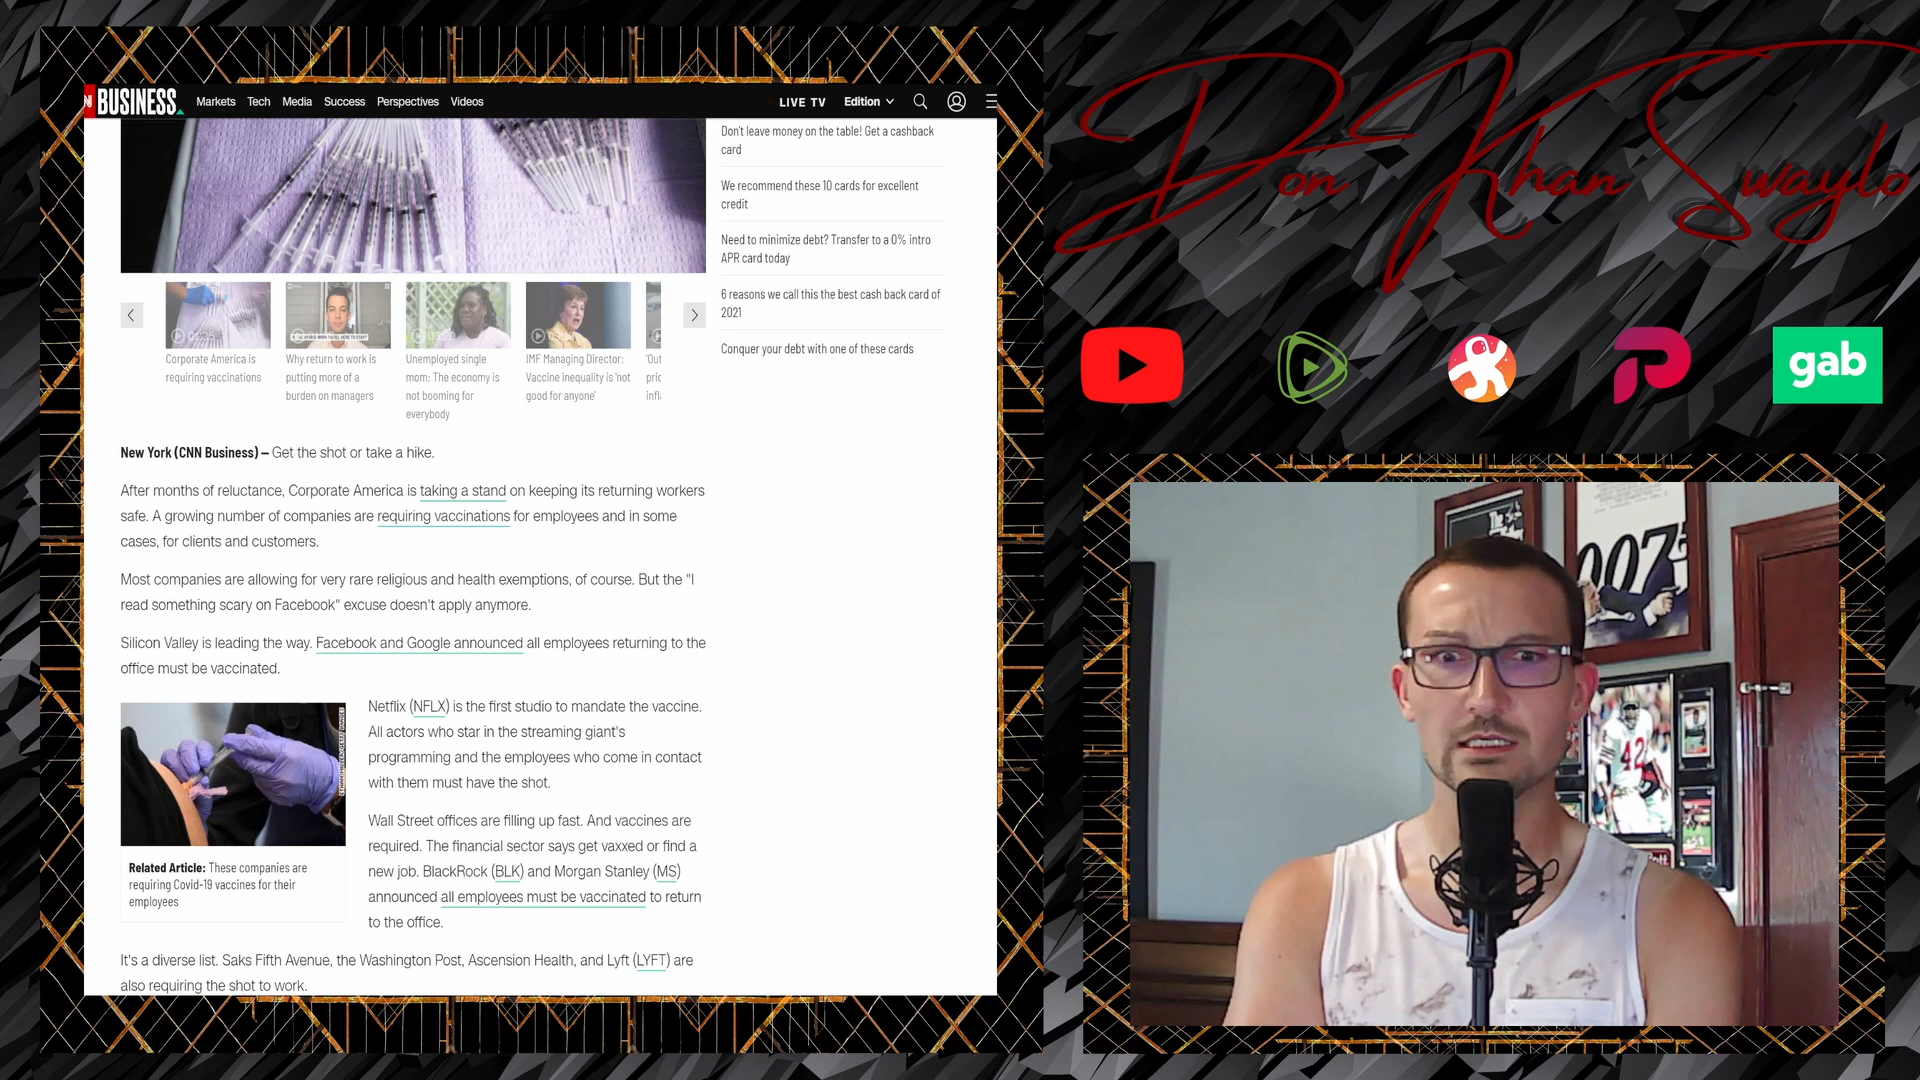 BUSINESS
Markets Tech Media Success Perspectives Videos
LIVE TV Edition
Don't leave money on the table! Get a cashback
card
We recommend these 10 cards for excellent
credit
Need to minimize debt? Transfer to a 0% intro
APR card today
6 reasons we call this the best cash back card of
2021
Conquer your debt with one of these cards
Corporate America is
requiring vaccinations
Why return to work is
putting more of a
burden on managers
Unemployed single
mom: The economy is
not booming for
everybody
IMF Managing Director:
Vaccine inequality is 'not
good for anyone'
'Out
pric
infl
New York (CNN Business) – Get the shot or take a hike.
After months of reluctance, Corporate America is taking a stand on keeping its returning workers
safe. A growing number of companies are requiring vaccinations for employees and in some
cases, for clients and customers.
Most companies are allowing for very rare religious and health exemptions, of course. But the "I
read something scary on Facebook" excuse doesn't apply anymore.
Silicon Valley is leading the way. Facebook and Google announced all employees returning to the
office must be vaccinated.
Netflix (NFLX) is the first studio to mandate the vaccine.
All actors who star in the streaming giant's
programming and the employees who come in contact
with them must have the shot.
Wall Street offices are filling up fast. And vaccines are
required. The financial sector says get vaxxed or find a
new job. BlackRock (BLK) and Morgan Stanley (MS)
announced all employees must be vaccinated to return
to the office.
Related Article: These companies are
requiring Covid-19 vaccines for their
employees
It's a diverse list. Saks Fifth Avenue, the Washington Post, Ascension Health, and Lyft (LYFT) are
also requiring the shot to work.
Don Khan Swaylo
gab
007
42